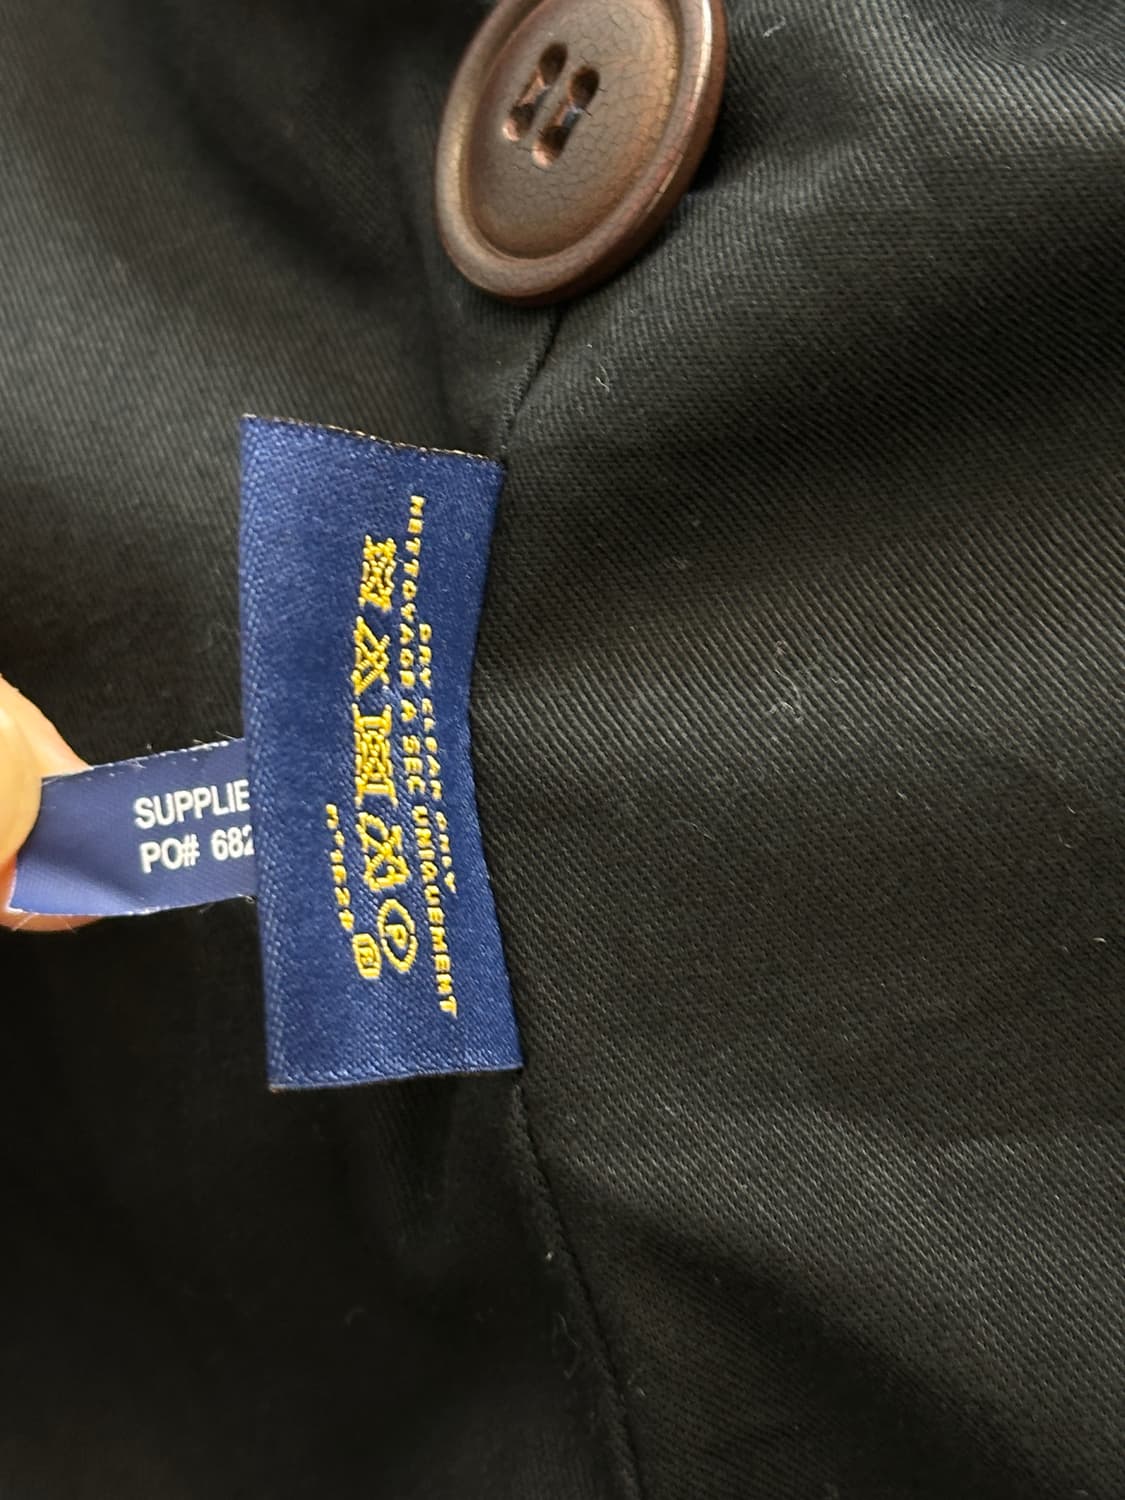 DRY CLEAN ONLY
NETTOYAGE A SEC UNIQUEMENT
P
SUPPLIE
PO# 682